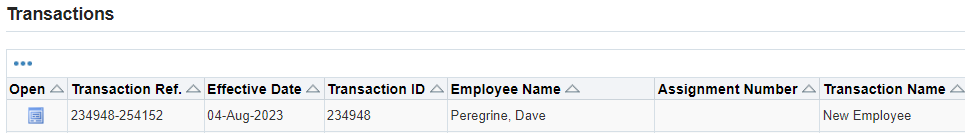 Transactions
Open Transaction Ref. Effective Date Transaction ID Employee Name Assignment Number Transaction Name
234948-254152 04-Aug-2023 234948 Peregrine, Dave New Employee